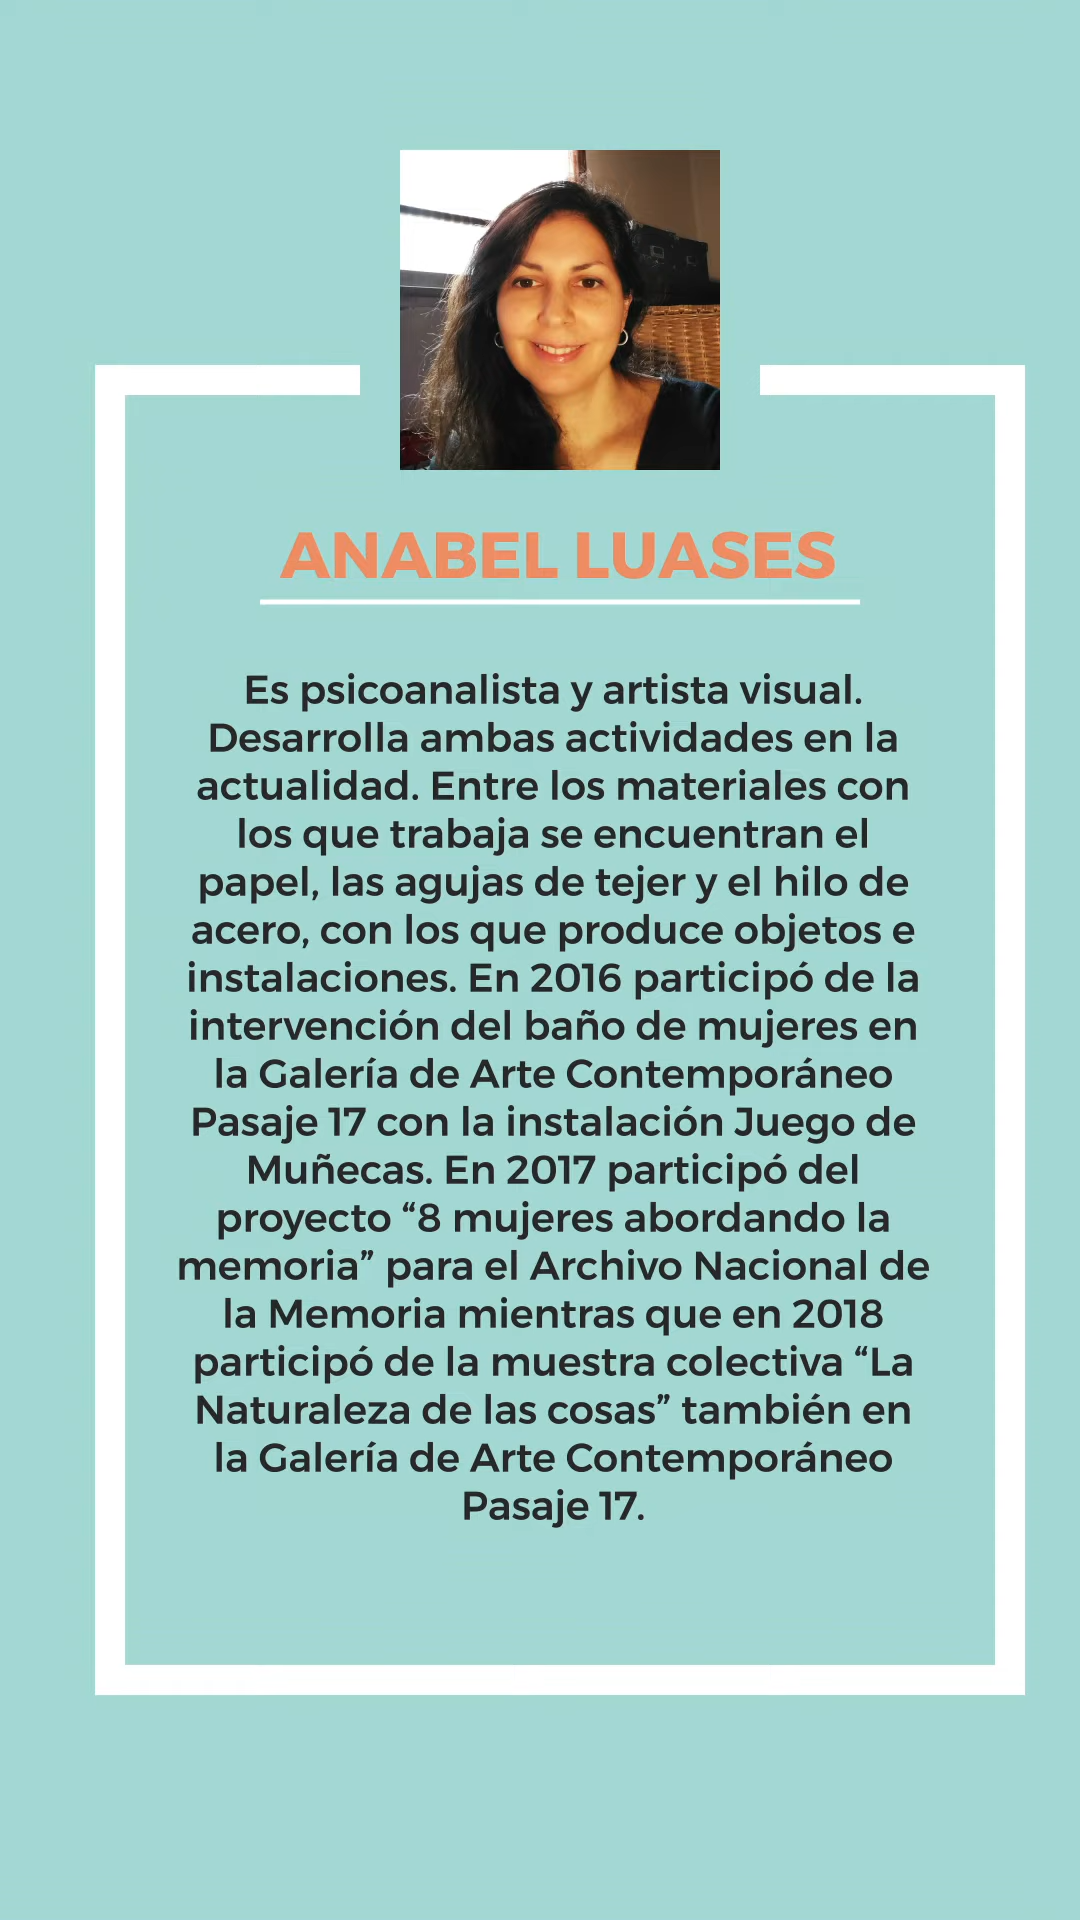 ANABEL LUASES
Es psicoanalista y artista visual.
Desarrolla ambas actividades en la
actualidad. Entre los materiales con
los que trabaja se encuentran el
papel, las agujas de tejer y el hilo de
acero, con los que produce objetos e
instalaciones. En 2016 participó de la
intervención del baño de mujeres en
la Galería de Arte Contemporáneo
Pasaje 17 con la instalación Juego de
Muñecas. En 2017 participó del
proyecto “8 mujeres abordando la
memoria” para el Archivo Nacional de
la Memoria mientras que en 2018
participó de la muestra colectiva “La
Naturaleza de las cosas” también en
la Galería de Arte Contemporáneo
Pasaje 17.